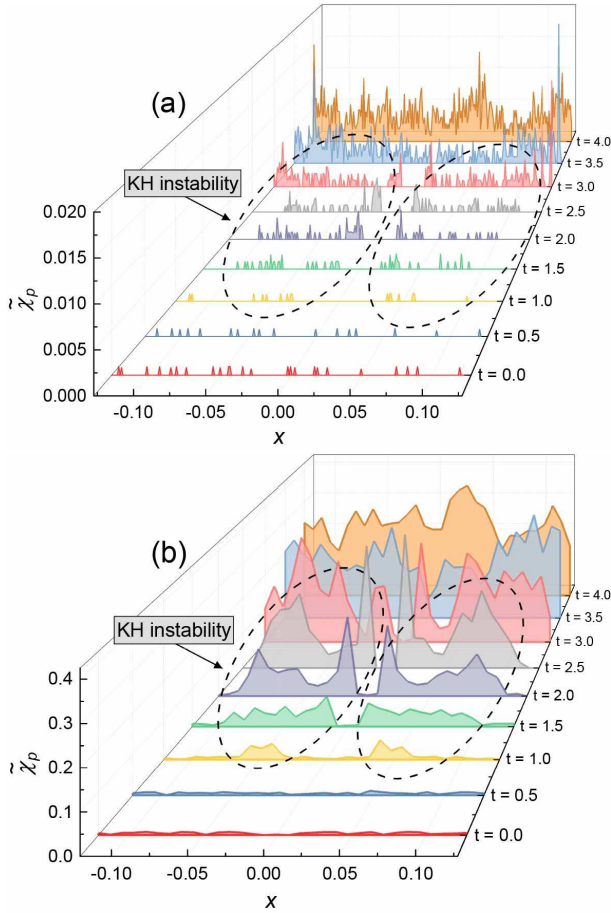 (a)
KH instability
t = 4.0
t = 3.5
t = 3.0
t = 2.5
t = 2.0
t = 1.5
t = 1.0
t = 0.5
t = 0.0
0.020
0.015
0.010
0.005
0.000
χ̃ₚ
-0.10 -0.05 0.00 0.05 0.10
x
(b)
KH instability
t = 4.0
t = 3.5
t = 3.0
t = 2.5
t = 2.0
t = 1.5
t = 1.0
t = 0.5
t = 0.0
0.4
0.3
0.2
0.1
0.0
χ̃ₚ
-0.10 -0.05 0.00 0.05 0.10
x